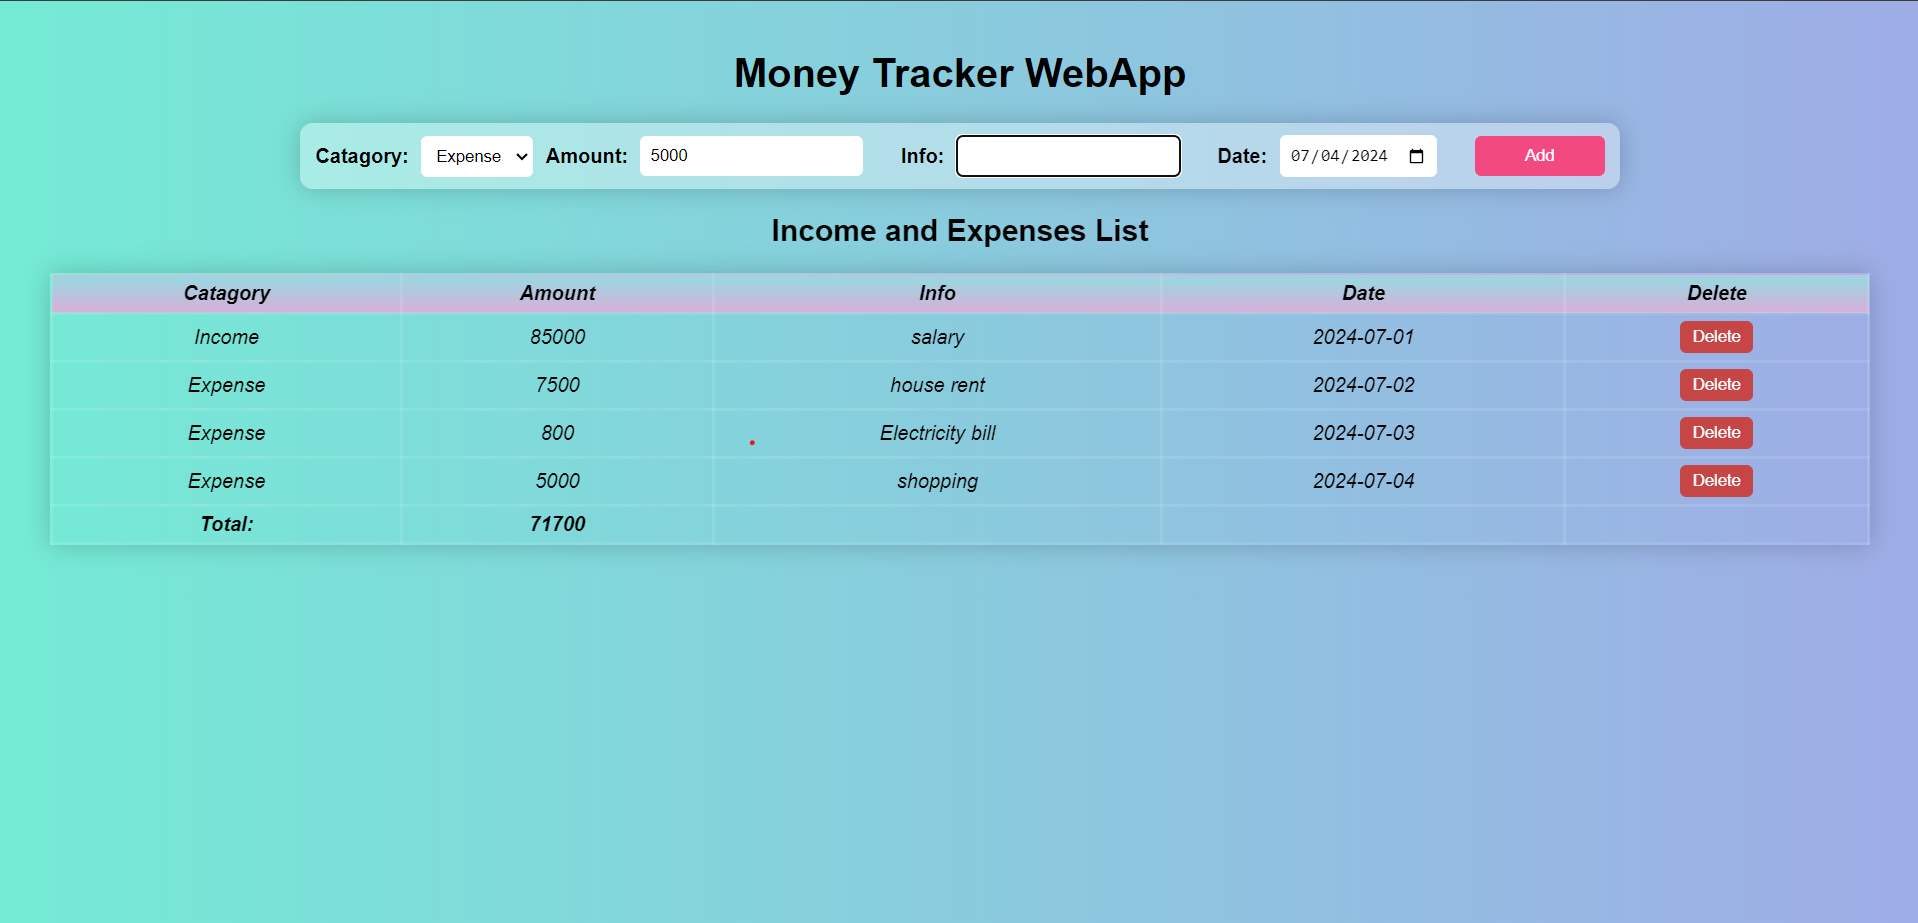 Money Tracker WebApp
Catagory: Expense Amount: 5000 Info: Date: 07/04/2024 Add
Income and Expenses List
Catagory Amount Info Date Delete
Income 85000 salary 2024-07-01 Delete
Expense 7500 house rent 2024-07-02 Delete
Expense 800 Electricity bill 2024-07-03 Delete
Expense 5000 shopping 2024-07-04 Delete
Total: 71700